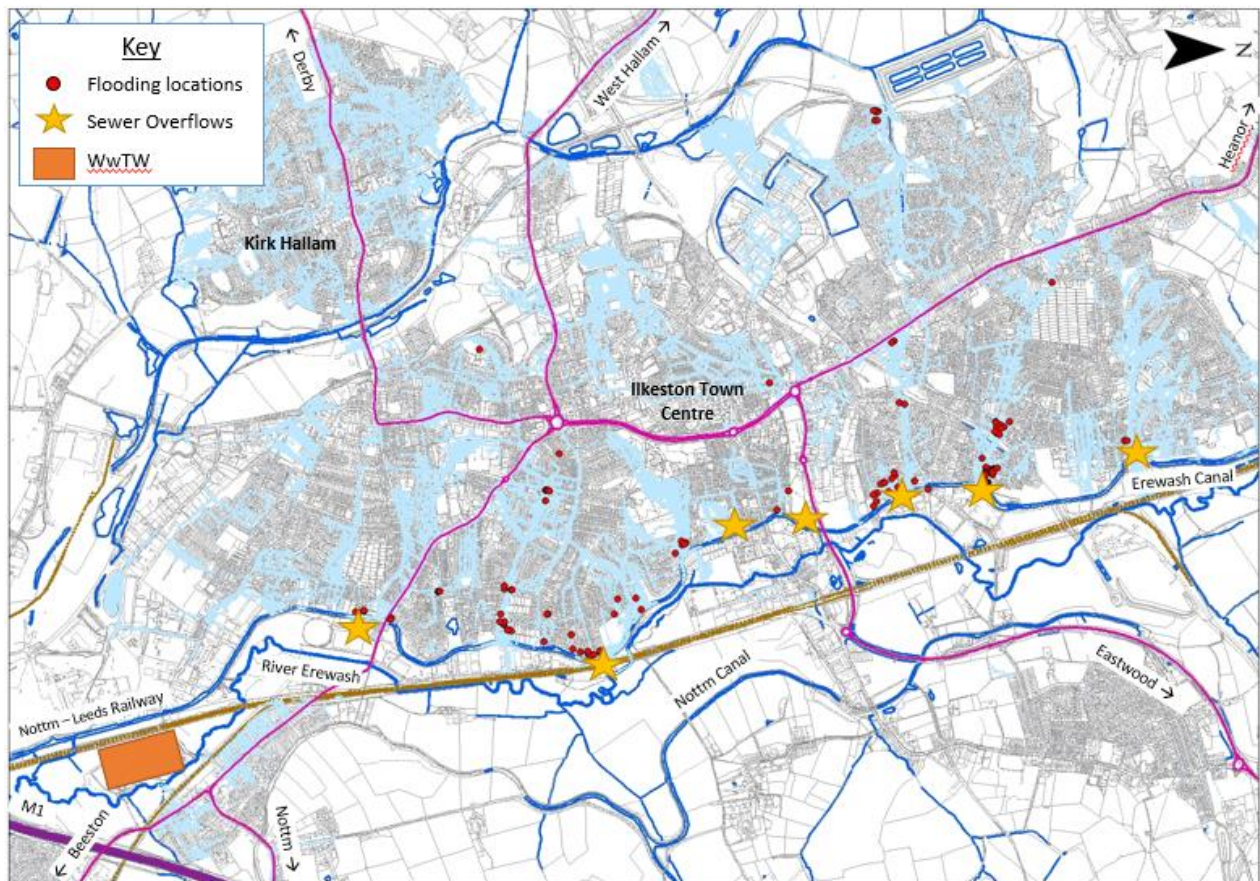 Key
Flooding locations
Sewer Overflows
WwTW
← Derby
West Hallam →
N
Heanor →
Kirk Hallam
Ilkeston Town
Centre
Erewash Canal
River Erewash
Nottm Canal
Eastwood →
Nottm – Leeds Railway
M1
← Beeston
Nottm →